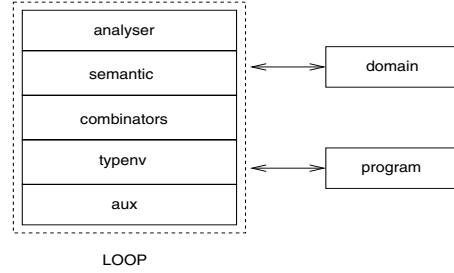 analyser
semantic
combinators
typenv
aux
domain
program
LOOP